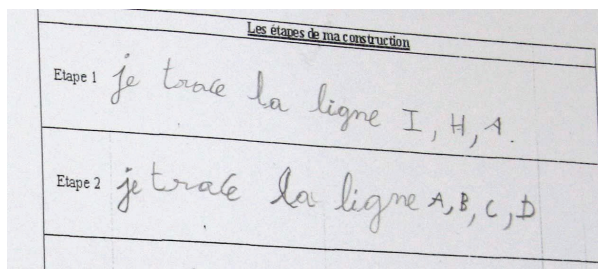 Les étapes de ma construction
Etape 1 je trace la ligne I, H, A.
Etape 2 je trace la ligne A, B, C, D